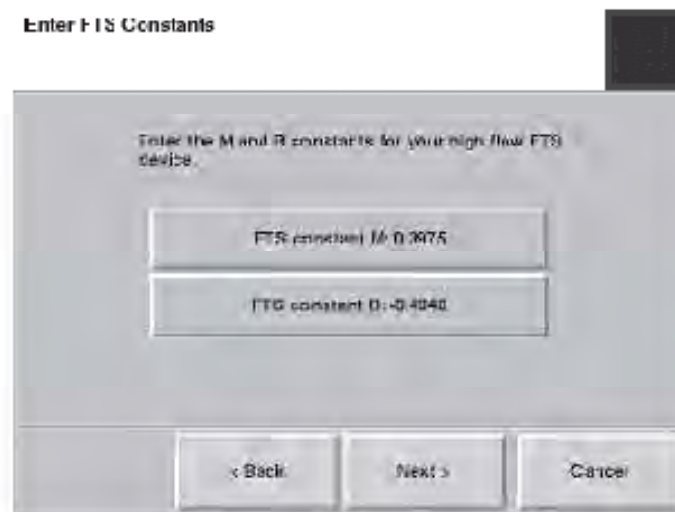 Enter FTS Constants
Enter the M and B constants for your high flow FTS
device.
FTS constant M: 0.3975
FTS constant B: -0.4040
< Back
Next >
Cancel